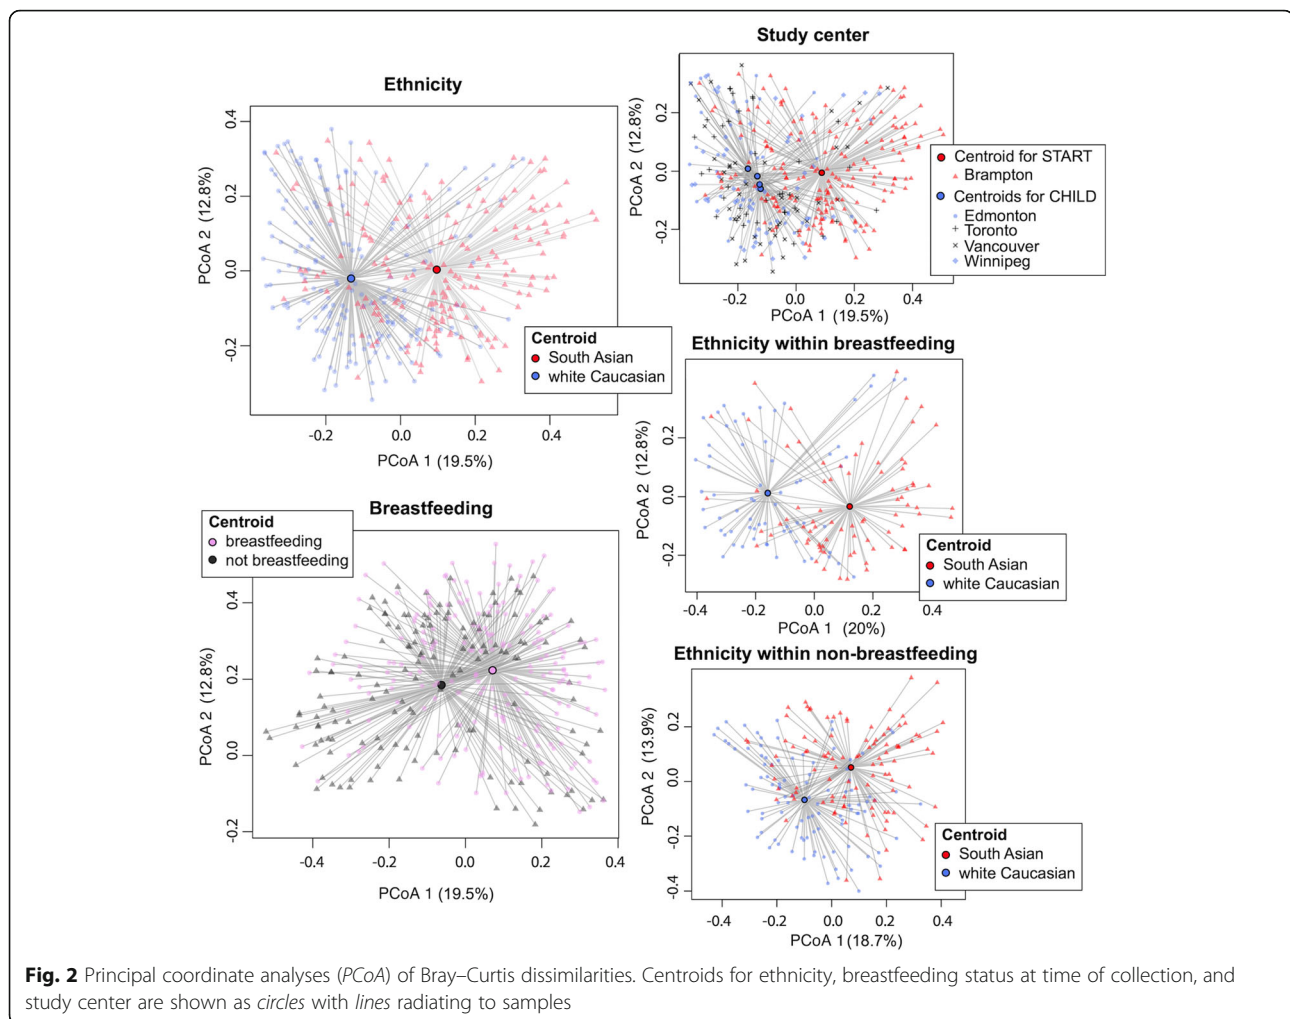 Ethnicity
PCoA 2 (12.8%)
0.4
0.2
0.0
-0.2
-0.2
0.0
0.2
0.4
PCoA 1 (19.5%)
Centroid
South Asian
white Caucasian
Study center
PCoA 2 (12.8%)
0.2
0.0
-0.2
-0.2
0.0
0.2
0.4
PCoA 1 (19.5%)
Centroid for START
Brampton
Centroids for CHILD
Edmonton
Toronto
Vancouver
Winnipeg
Ethnicity within breastfeeding
PCoA 2 (12.8%)
0.2
0.0
-0.2
-0.4
-0.2
0.0
0.2
0.4
PCoA 1 (20%)
Centroid
South Asian
white Caucasian
Breastfeeding
Centroid
breastfeeding
not breastfeeding
PCoA 2 (12.8%)
0.4
0.2
0.0
-0.2
-0.4
-0.2
0.0
0.2
0.4
PCoA 1 (19.5%)
Ethnicity within non-breastfeeding
PCoA 2 (13.9%)
0.2
0.0
-0.2
-0.4
-0.4
-0.2
0.0
0.2
0.4
PCoA 1 (18.7%)
Centroid
South Asian
white Caucasian
Fig. 2 Principal coordinate analyses (PCoA) of Bray–Curtis dissimilarities. Centroids for ethnicity, breastfeeding status at time of collection, and
study center are shown as circles with lines radiating to samples